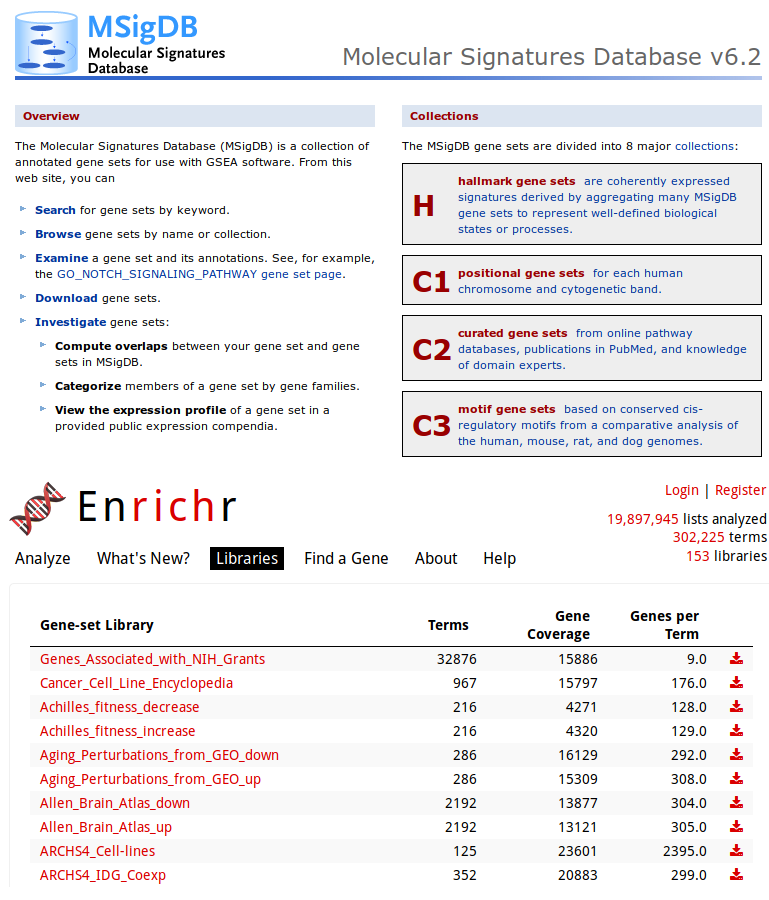 MSigDB
Molecular Signatures
Database
Molecular Signatures Database v6.2
Overview
The Molecular Signatures Database (MSigDB) is a collection of
annotated gene sets for use with GSEA software. From this
web site, you can
Search for gene sets by keyword.
Browse gene sets by name or collection.
Examine a gene set and its annotations. See, for example,
the GO_NOTCH_SIGNALING_PATHWAY gene set page.
Download gene sets.
Investigate gene sets:
Compute overlaps between your gene set and gene
sets in MSigDB.
Categorize members of a gene set by gene families.
View the expression profile of a gene set in a
provided public expression compendia.
Collections
The MSigDB gene sets are divided into 8 major collections:
H
hallmark gene sets are coherently expressed
signatures derived by aggregating many MSigDB
gene sets to represent well-defined biological
states or processes.
C1
positional gene sets for each human
chromosome and cytogenetic band.
C2
curated gene sets from online pathway
databases, publications in PubMed, and knowledge
of domain experts.
C3
motif gene sets based on conserved cis-
regulatory motifs from a comparative analysis of
the human, mouse, rat, and dog genomes.
Enrichr
Login | Register
19,897,945 lists analyzed
302,225 terms
153 libraries
Analyze What's New? Libraries Find a Gene About Help
Gene-set Library Terms Gene Coverage Genes per Term
Genes_Associated_with_NIH_Grants 32876 15886 9.0
Cancer_Cell_Line_Encyclopedia 967 15797 176.0
Achilles_fitness_decrease 216 4271 128.0
Achilles_fitness_increase 216 4320 129.0
Aging_Perturbations_from_GEO_down 286 16129 292.0
Aging_Perturbations_from_GEO_up 286 15309 308.0
Allen_Brain_Atlas_down 2192 13877 304.0
Allen_Brain_Atlas_up 2192 13121 305.0
ARCHS4_Cell-lines 125 23601 2395.0
ARCHS4_IDG_Coexp 352 20883 299.0